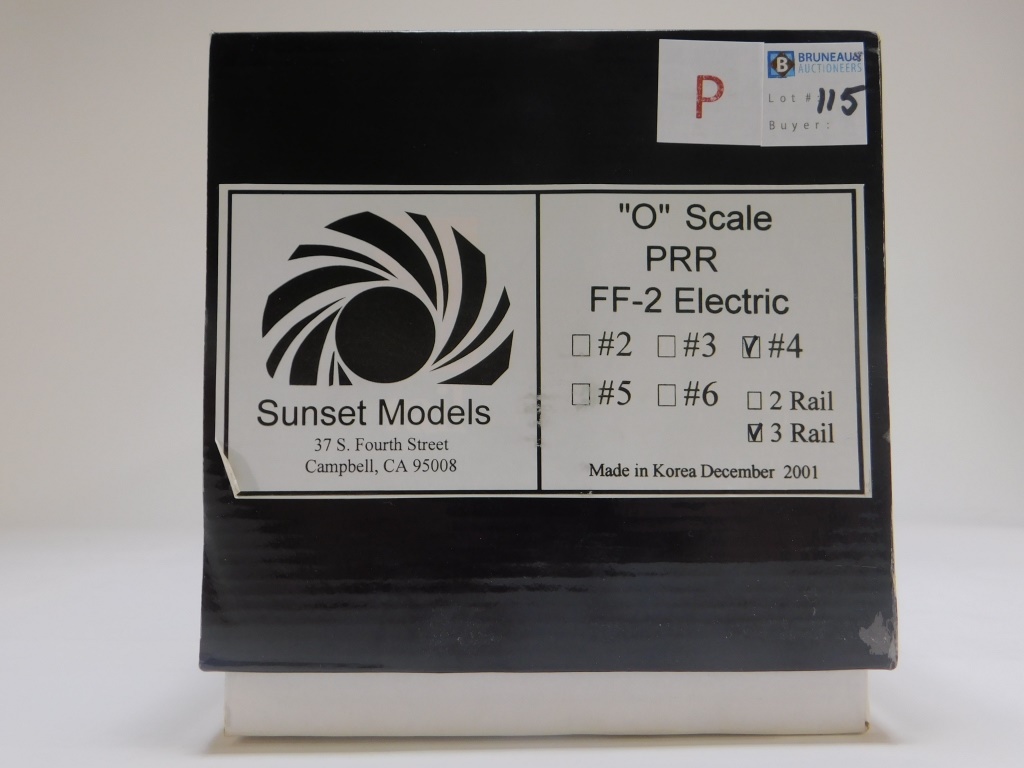 P
BRUNEAU &
AUCTIONEERS
Lot #: 115
Buyer:
Sunset Models
37 S. Fourth Street
Campbell, CA 95008
"O" Scale
PRR
FF-2 Electric
#2 #3 #4
#5 #6
2 Rail
3 Rail
Made in Korea December 2001